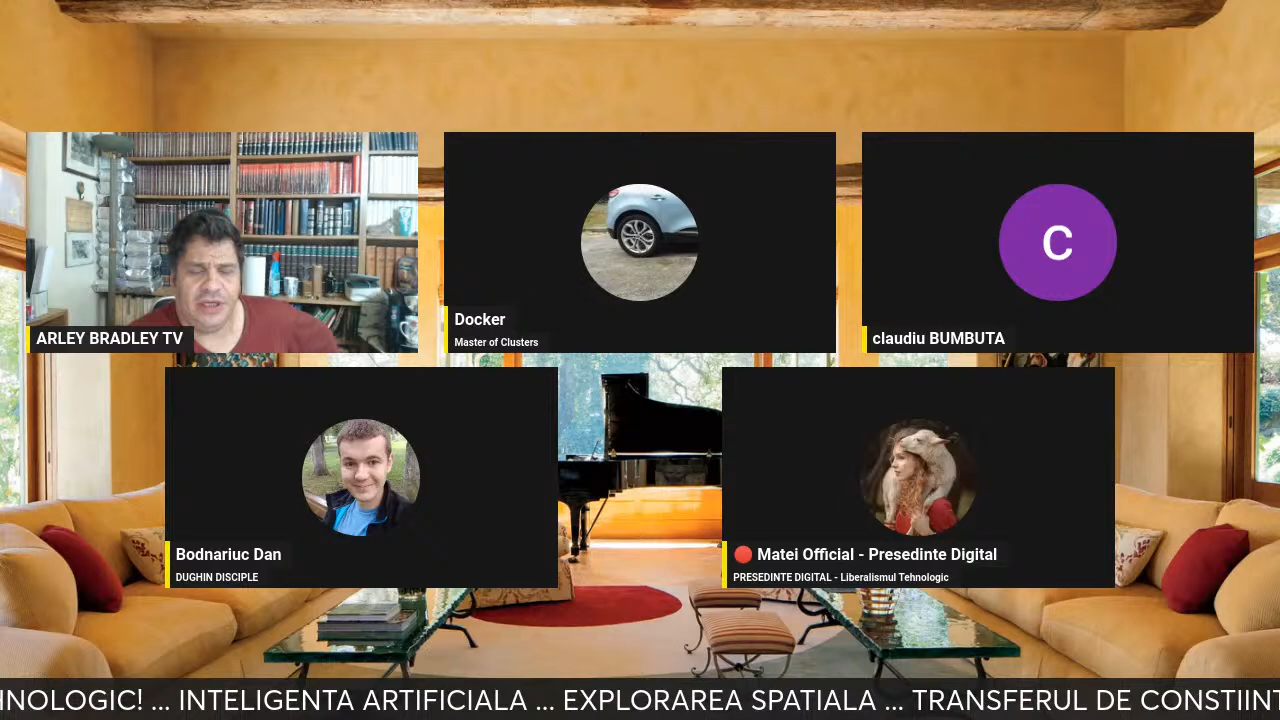 ARLEY BRADLEY TV
Docker
Master of Clusters
C
claudiu BUMBUTA
Bodnariuc Dan
DUGHIN DISCIPLE
Matei Official - Presedinte Digital
PRESEDINTE DIGITAL - Liberalismul Tehnologic
HNOLOGIC! ... INTELIGENTA ARTIFICIALA ... EXPLORAREA SPATIALA ... TRANSFERUL DE CONSTIINT